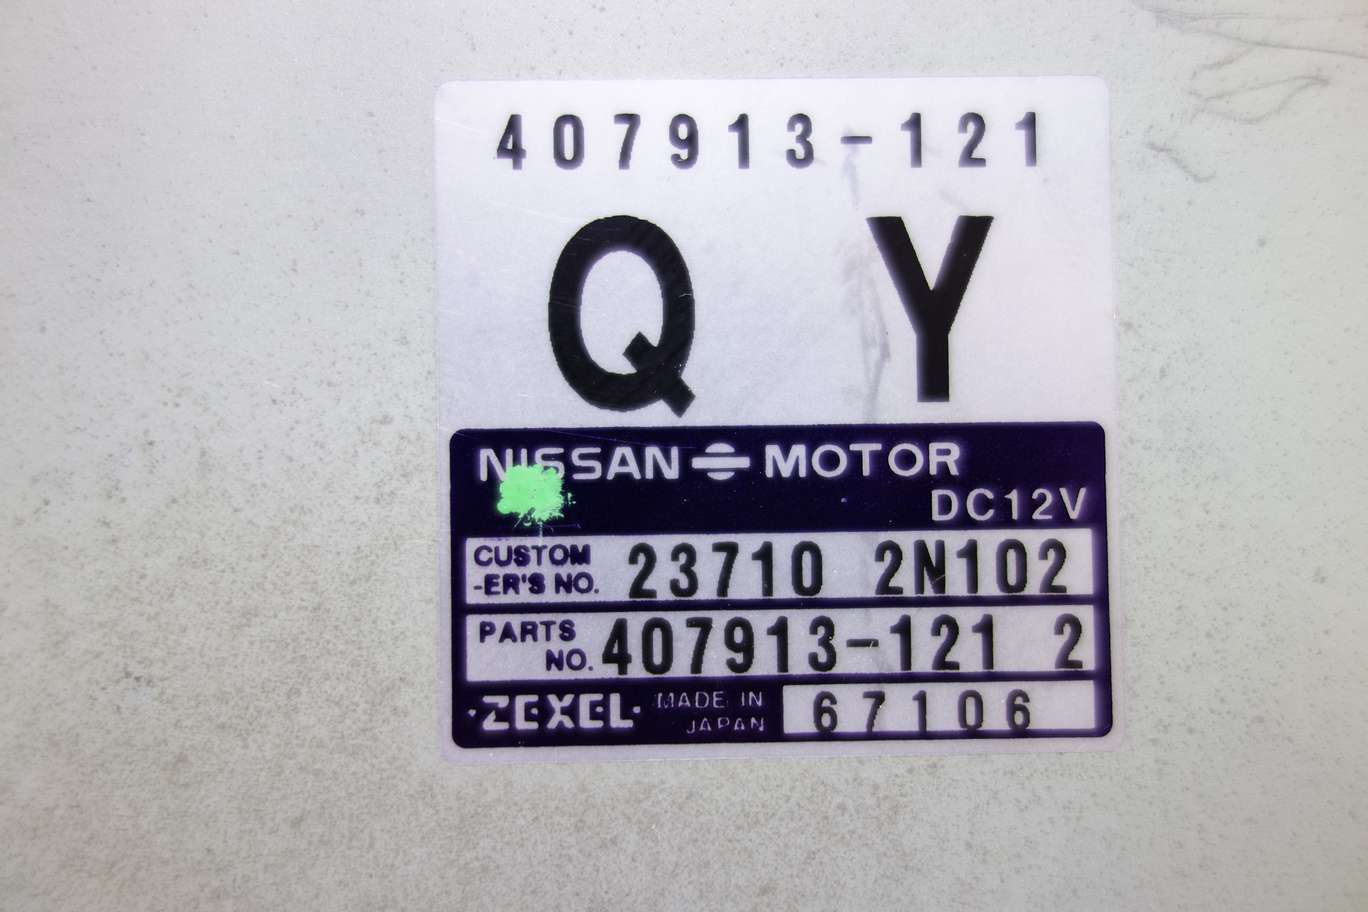 407913-121
Q Y
NISSAN MOTOR
DC12V
CUSTOM
-ER'S NO. 23710 2N102
PARTS
NO. 407913-121 2
ZEXEL MADE IN
JAPAN 67106